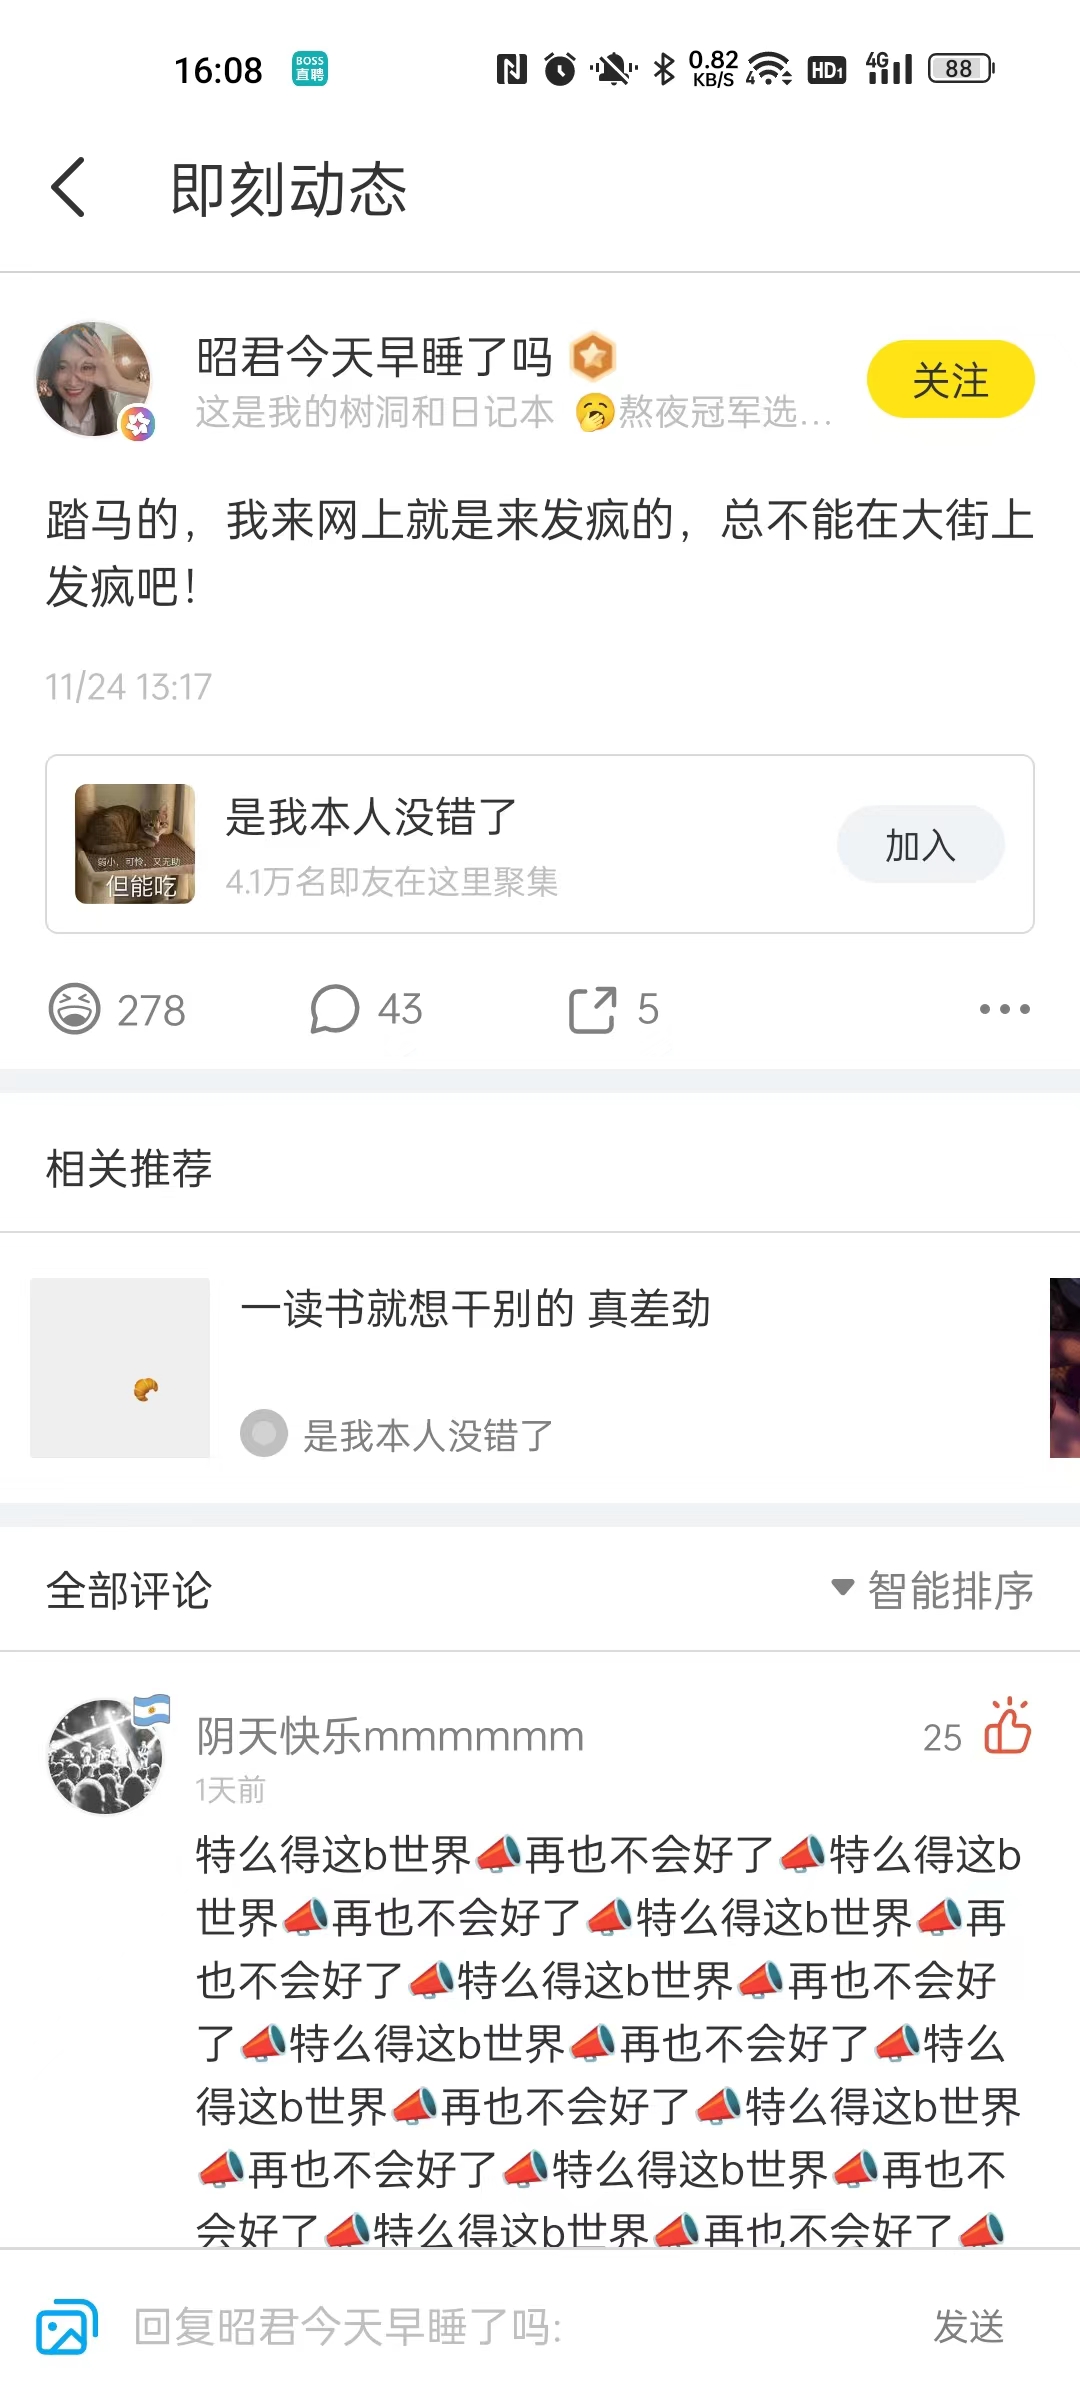 16:08 BOSS直聘 0.82 KB/S 4 HD1 4G 88
即刻动态
昭君今天早睡了吗
这是我的树洞和日记本 🥱熬夜冠军选...
关注
踏马的，我来网上就是来发疯的，总不能在大街上
发疯吧！
11/24 13:17
是我本人没错了
4.1万名即友在这里聚集
加入
弱小，可怜，又无助
但能吃
278 43 5
相关推荐
一读书就想干别的 真差劲
是我本人没错了
全部评论
智能排序
阴天快乐mmmmmm
25
1天前
特么得这b世界📣再也不会好了📣特么得这b
世界📣再也不会好了📣特么得这b世界📣再
也不会好了📣特么得这b世界📣再也不会好
了📣特么得这b世界📣再也不会好了📣特么
得这b世界📣再也不会好了📣特么得这b世界
📣再也不会好了📣特么得这b世界📣再也不
会好了📣特么得这b世界📣再也不会好了📣
回复昭君今天早睡了吗:
发送